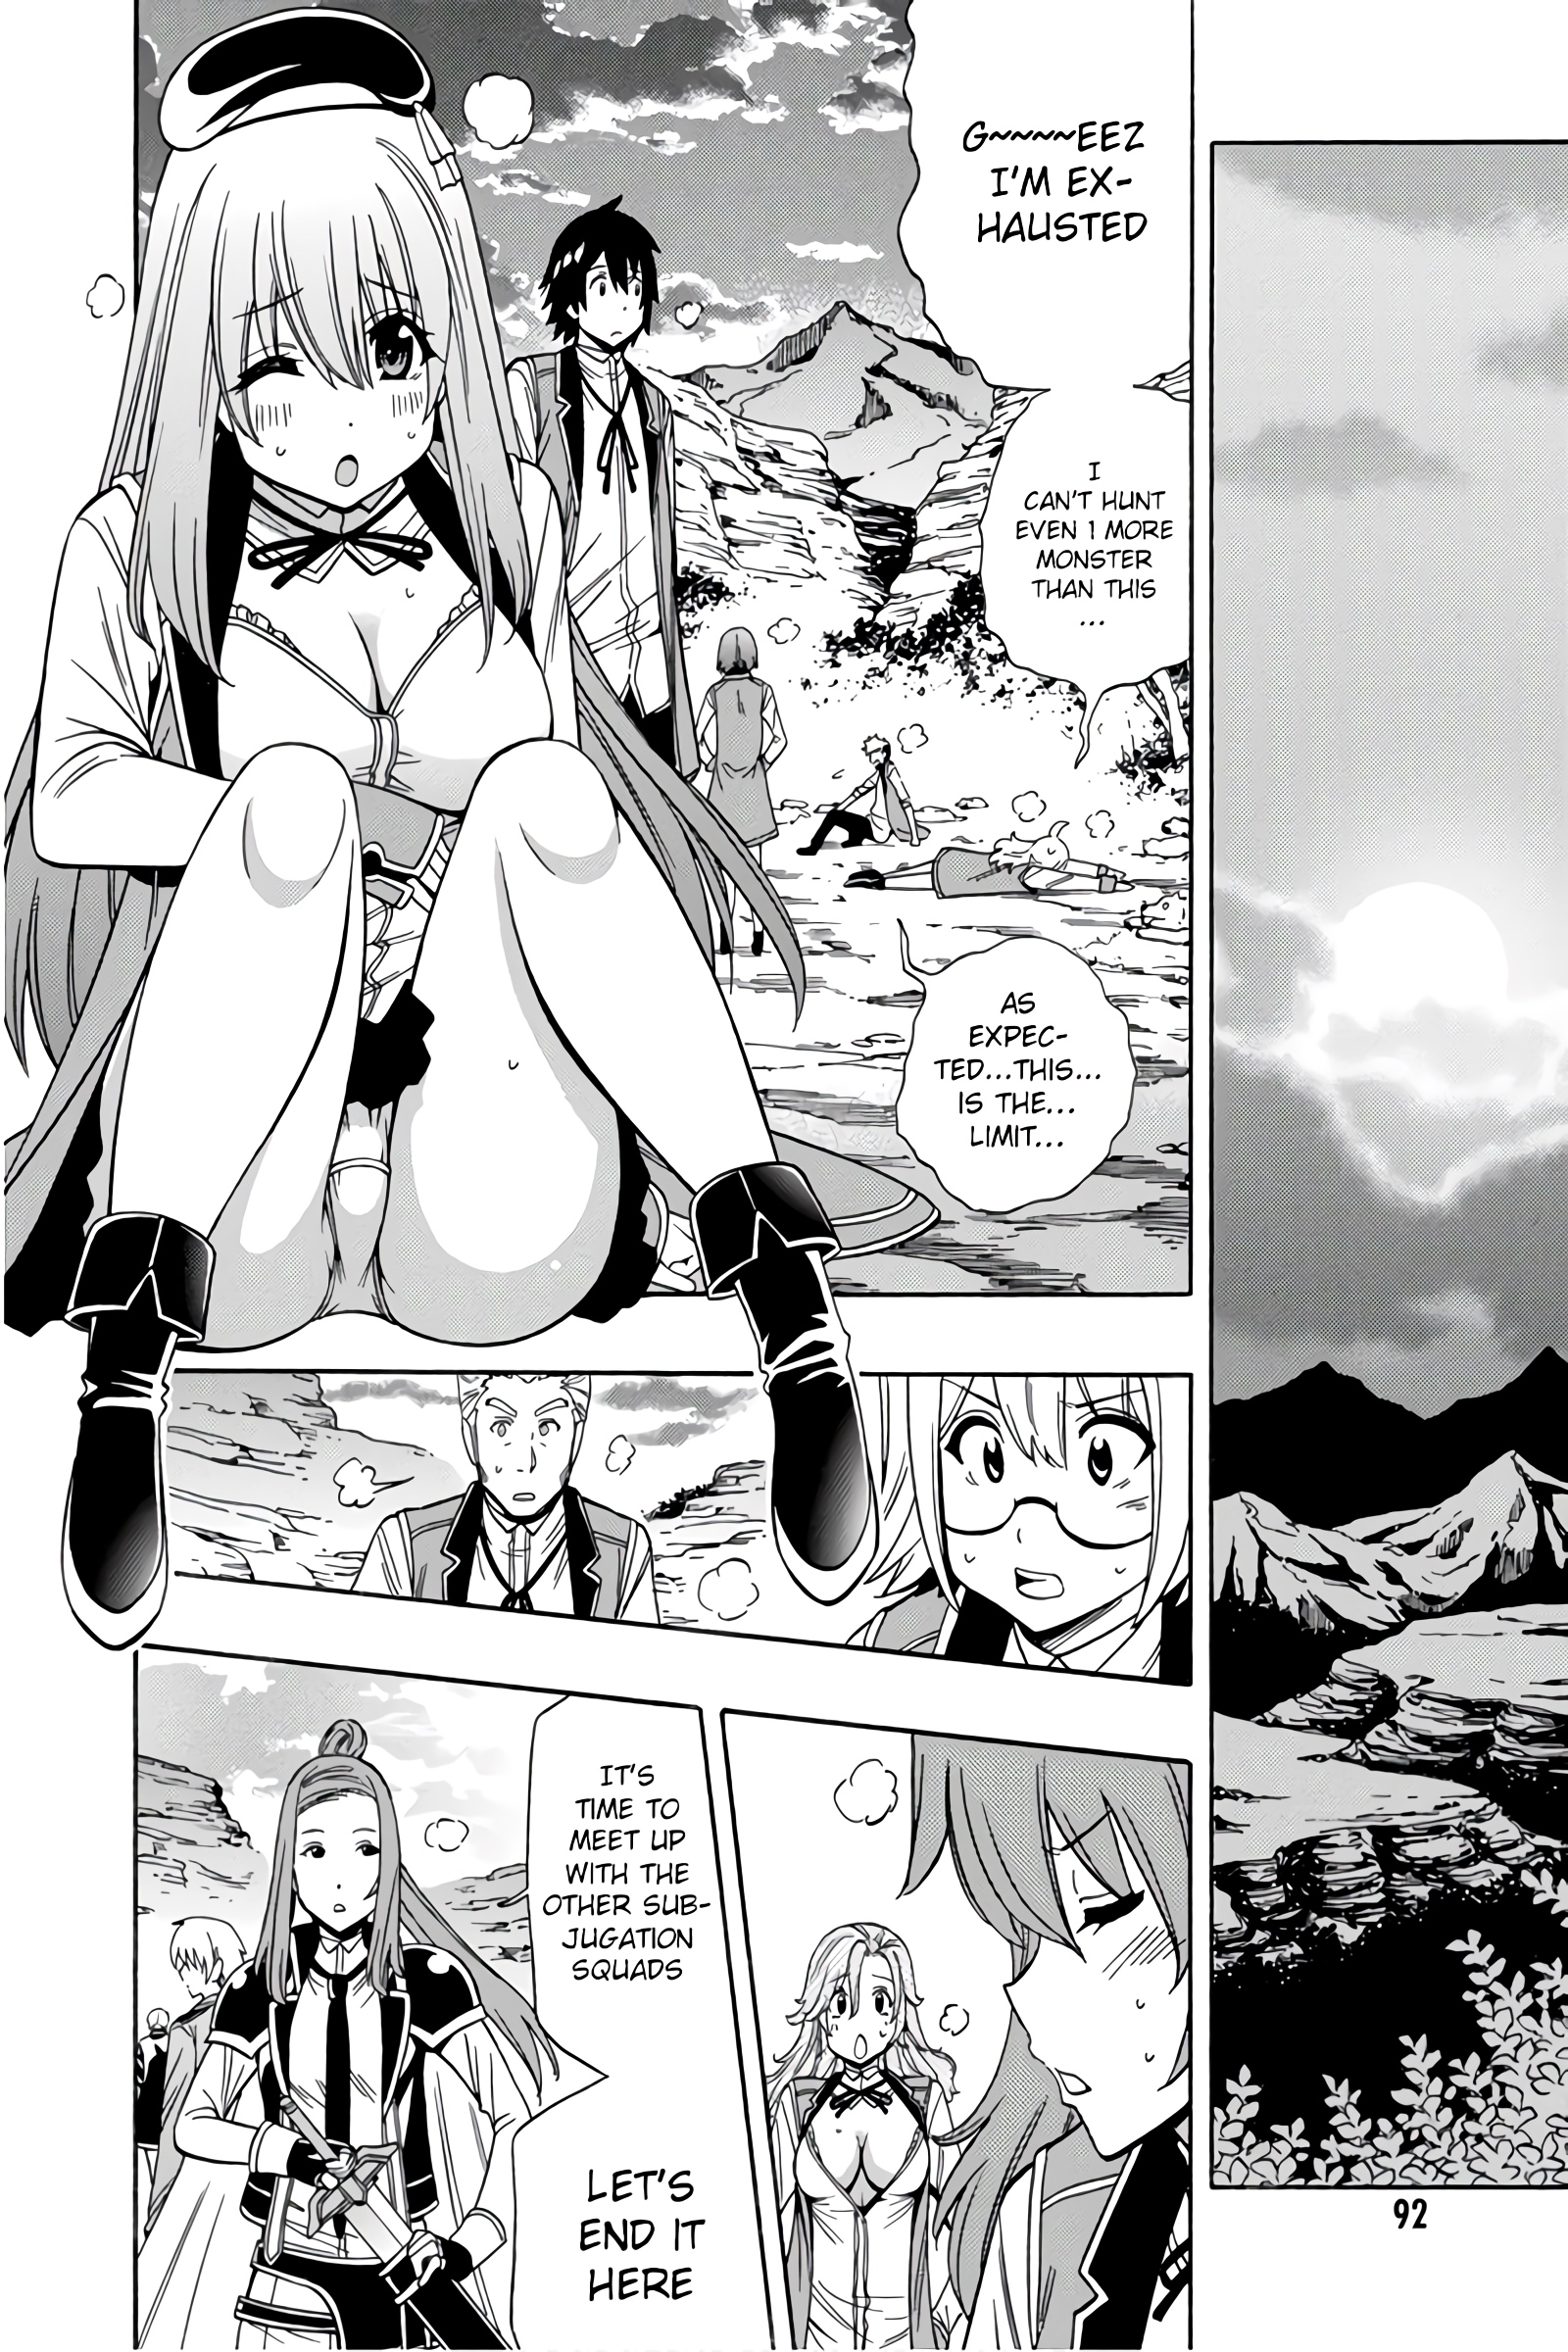 G~~~~~EEZ
I'M EX-
HAUSTED
I
CAN'T HUNT
EVEN 1 MORE
MONSTER
THAN THIS
...
AS
EXPEC-
TED...THIS...
IS THE...
LIMIT...
IT'S
TIME TO
MEET UP
WITH THE
OTHER SUB-
JUGATION
SQUADS
LET'S
END IT
HERE
92